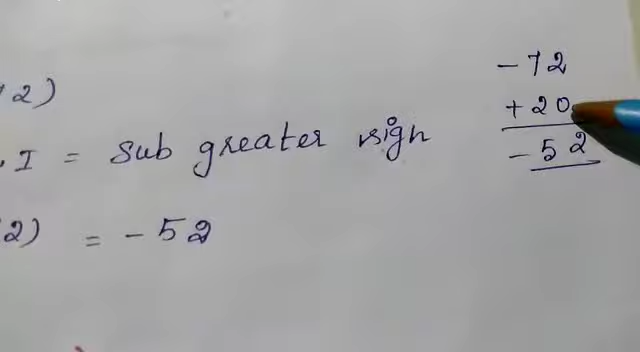 2)
. I = Sub greater sign
2) = - 52
- 72
+ 20
- 52